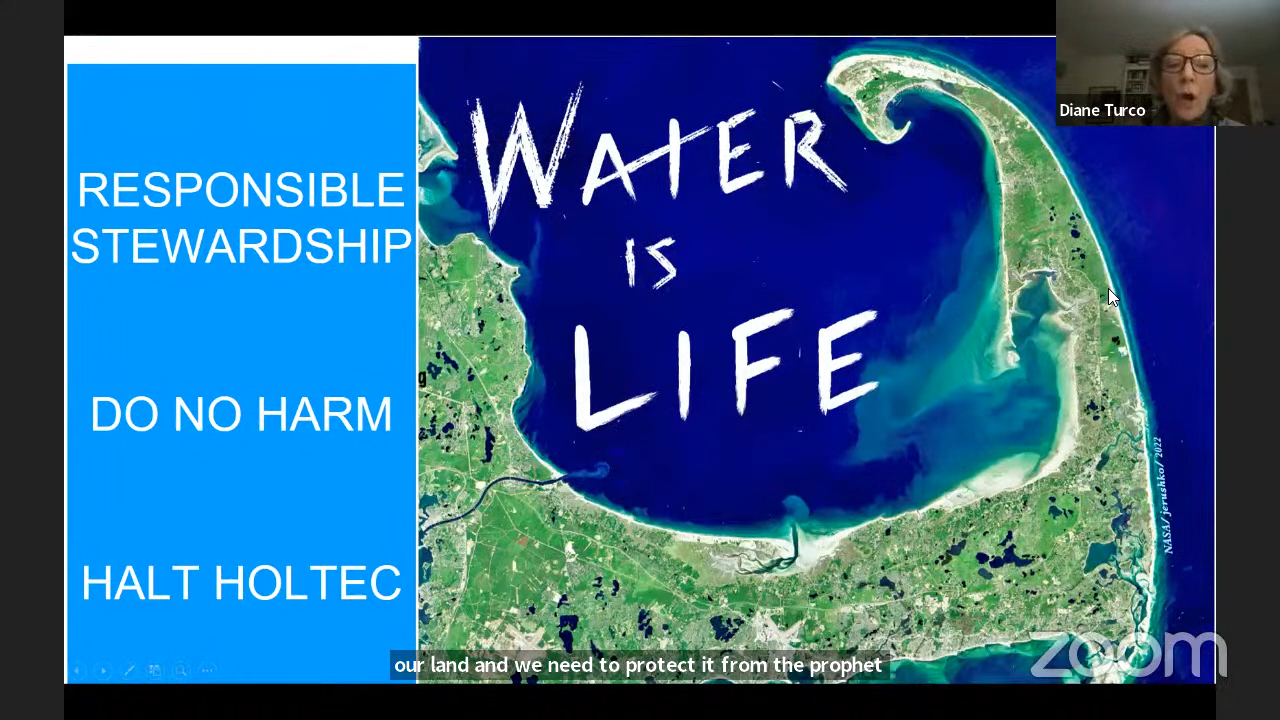 RESPONSIBLE
STEWARDSHIP
DO NO HARM
HALT HOLTEC
WATER
IS
LIFE
g
NASA/jerushko/2022
Diane Turco
our land and we need to protect it from the prophet
zoom